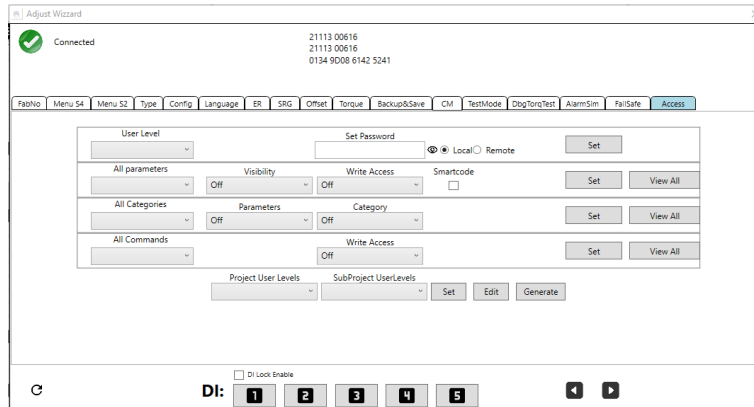 Adjust Wizzard
Connected
21113 00616
21113 00616
0134 9D08 6142 5241
FabNo Menu S4 Menu S2 Type Config Language ER SRG Offset Torque Backup&Save CM TestMode DbgTorqTest AlarmSim FailSafe Access
User Level Set Password
Local Remote Set
All parameters Visibility Write Access Smartcode
Off Off Set View All
All Categories Parameters Category
Off Off Set View All
All Commands Write Access
Off Set View All
Project User Levels SubProject UserLevels
Set Edit Generate
DI Lock Enable
DI: 1 2 3 4 5